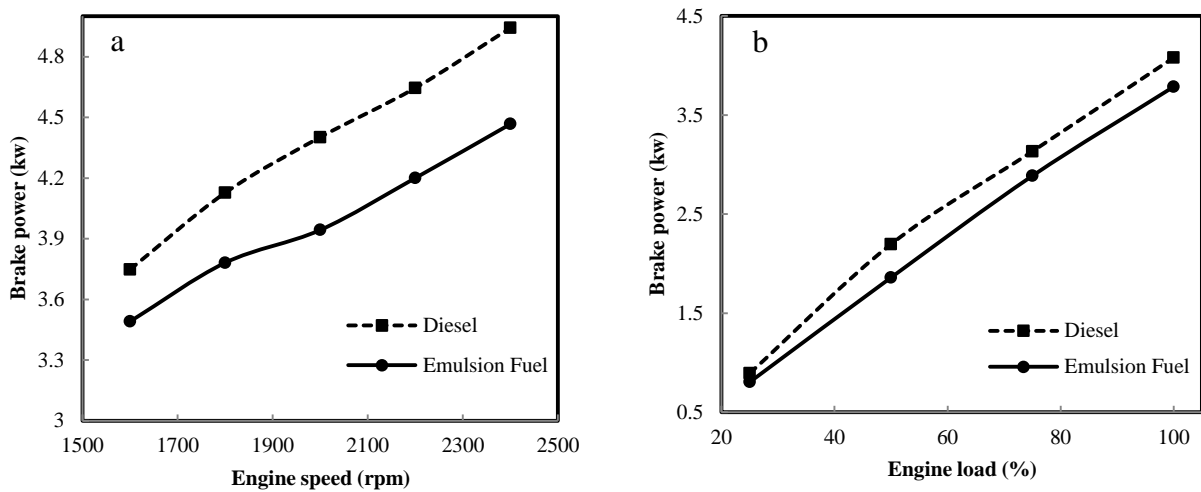 a
Brake power (kw)
4.8
4.5
4.2
3.9
3.6
3.3
3
1500 1700 1900 2100 2300 2500
Engine speed (rpm)
Diesel
Emulsion Fuel
b
Brake power (kw)
4.5
3.5
2.5
1.5
0.5
20 40 60 80 100
Engine load (%)
Diesel
Emulsion Fuel